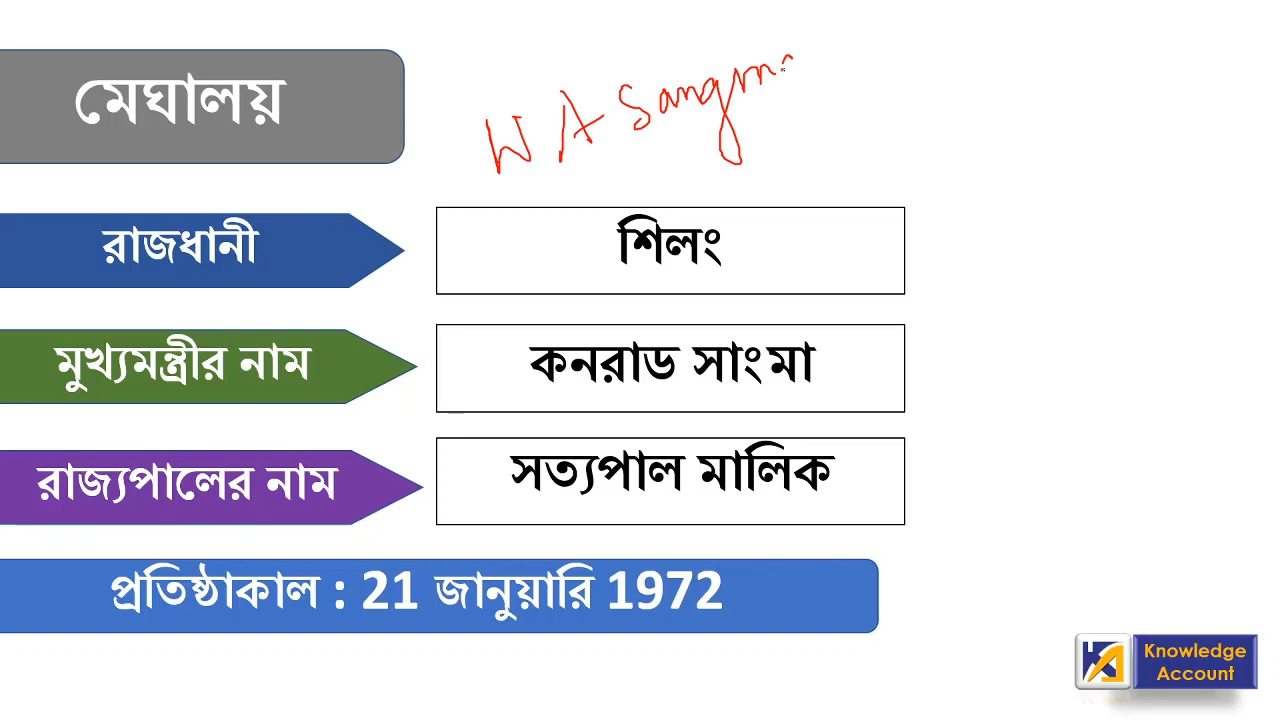 মেঘালয়
W A Sangm
রাজধানী
শিলং
মুখ্যমন্ত্রীর নাম
কনরাড সাংমা
রাজ্যপালের নাম
সত্যপাল মালিক
প্রতিষ্ঠাকাল : 21 জানুয়ারি 1972
Knowledge
Account